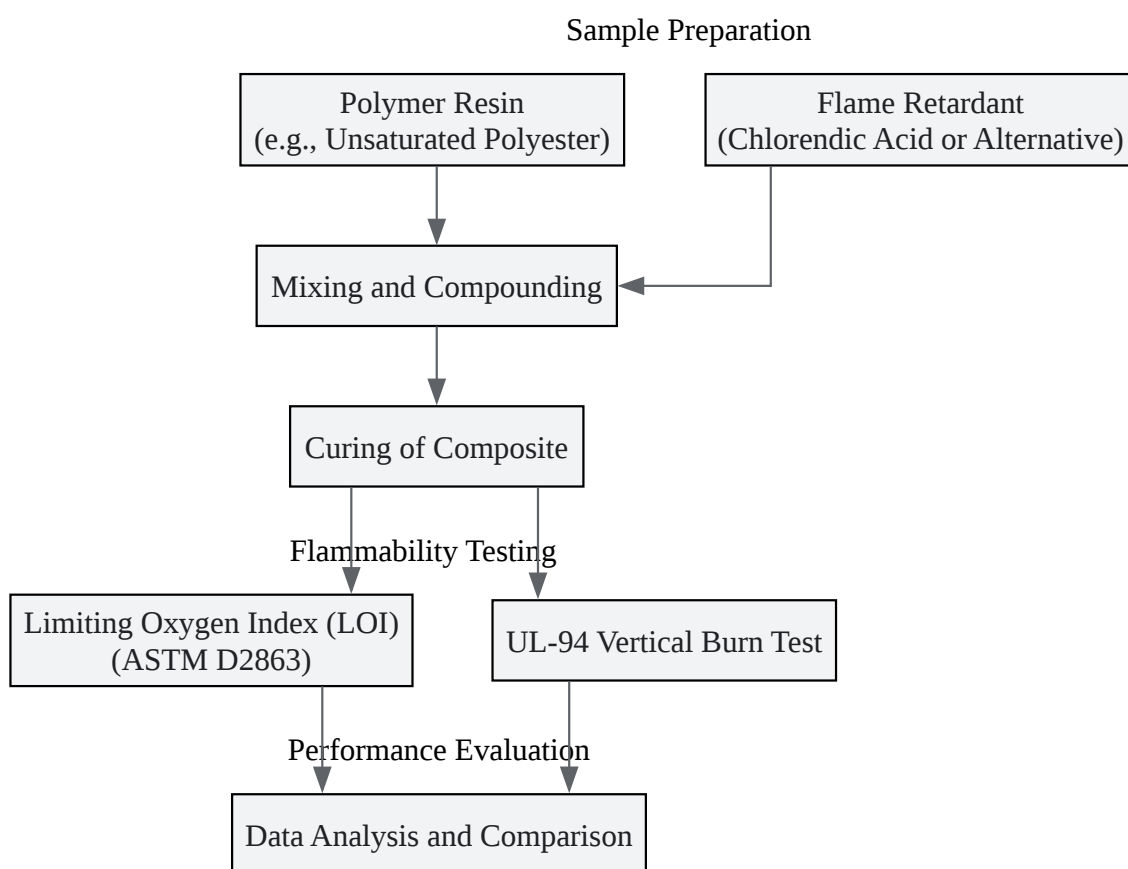 Sample Preparation
Polymer Resin
(e.g., Unsaturated Polyester)
Flame Retardant
(Chlorendic Acid or Alternative)
Mixing and Compounding
Curing of Composite
Flammability Testing
Limiting Oxygen Index (LOI)
(ASTM D2863)
UL-94 Vertical Burn Test
Performance Evaluation
Data Analysis and Comparison